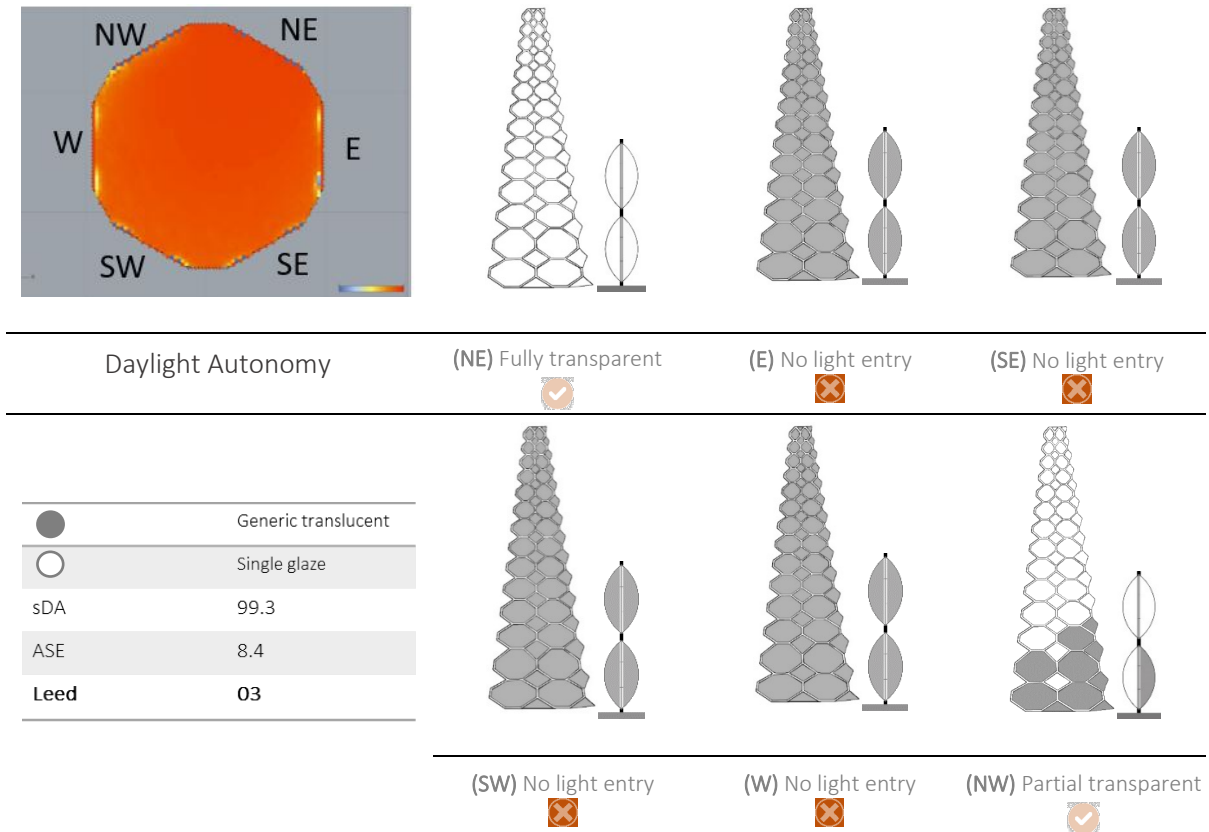 NW
NE
W
E
SW
SE
Daylight Autonomy
(NE) Fully transparent
(E) No light entry
(SE) No light entry
Generic translucent
Single glaze
sDA 99.3
ASE 8.4
Leed 03
(SW) No light entry
(W) No light entry
(NW) Partial transparent